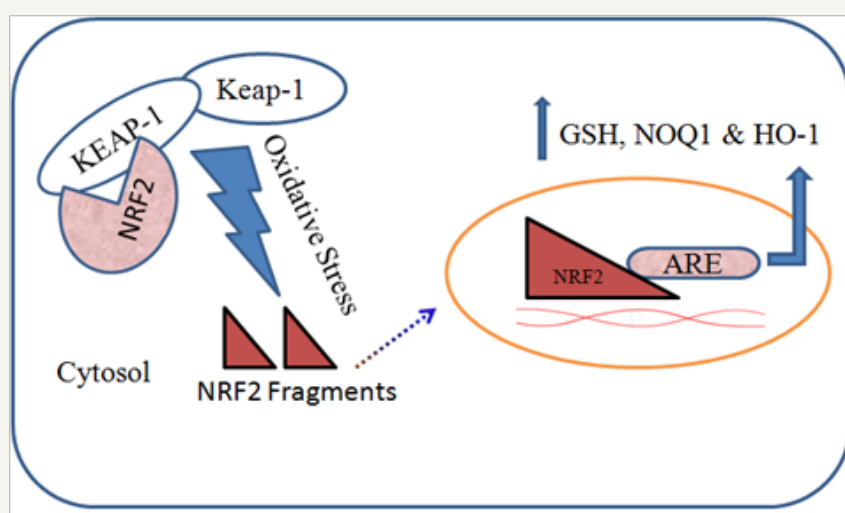 Keap-1
KEAP-1
NRF2
Oxidative Stress
NRF2 Fragments
Cytosol
GSH, NOQ1 & HO-1
NRF2
ARE